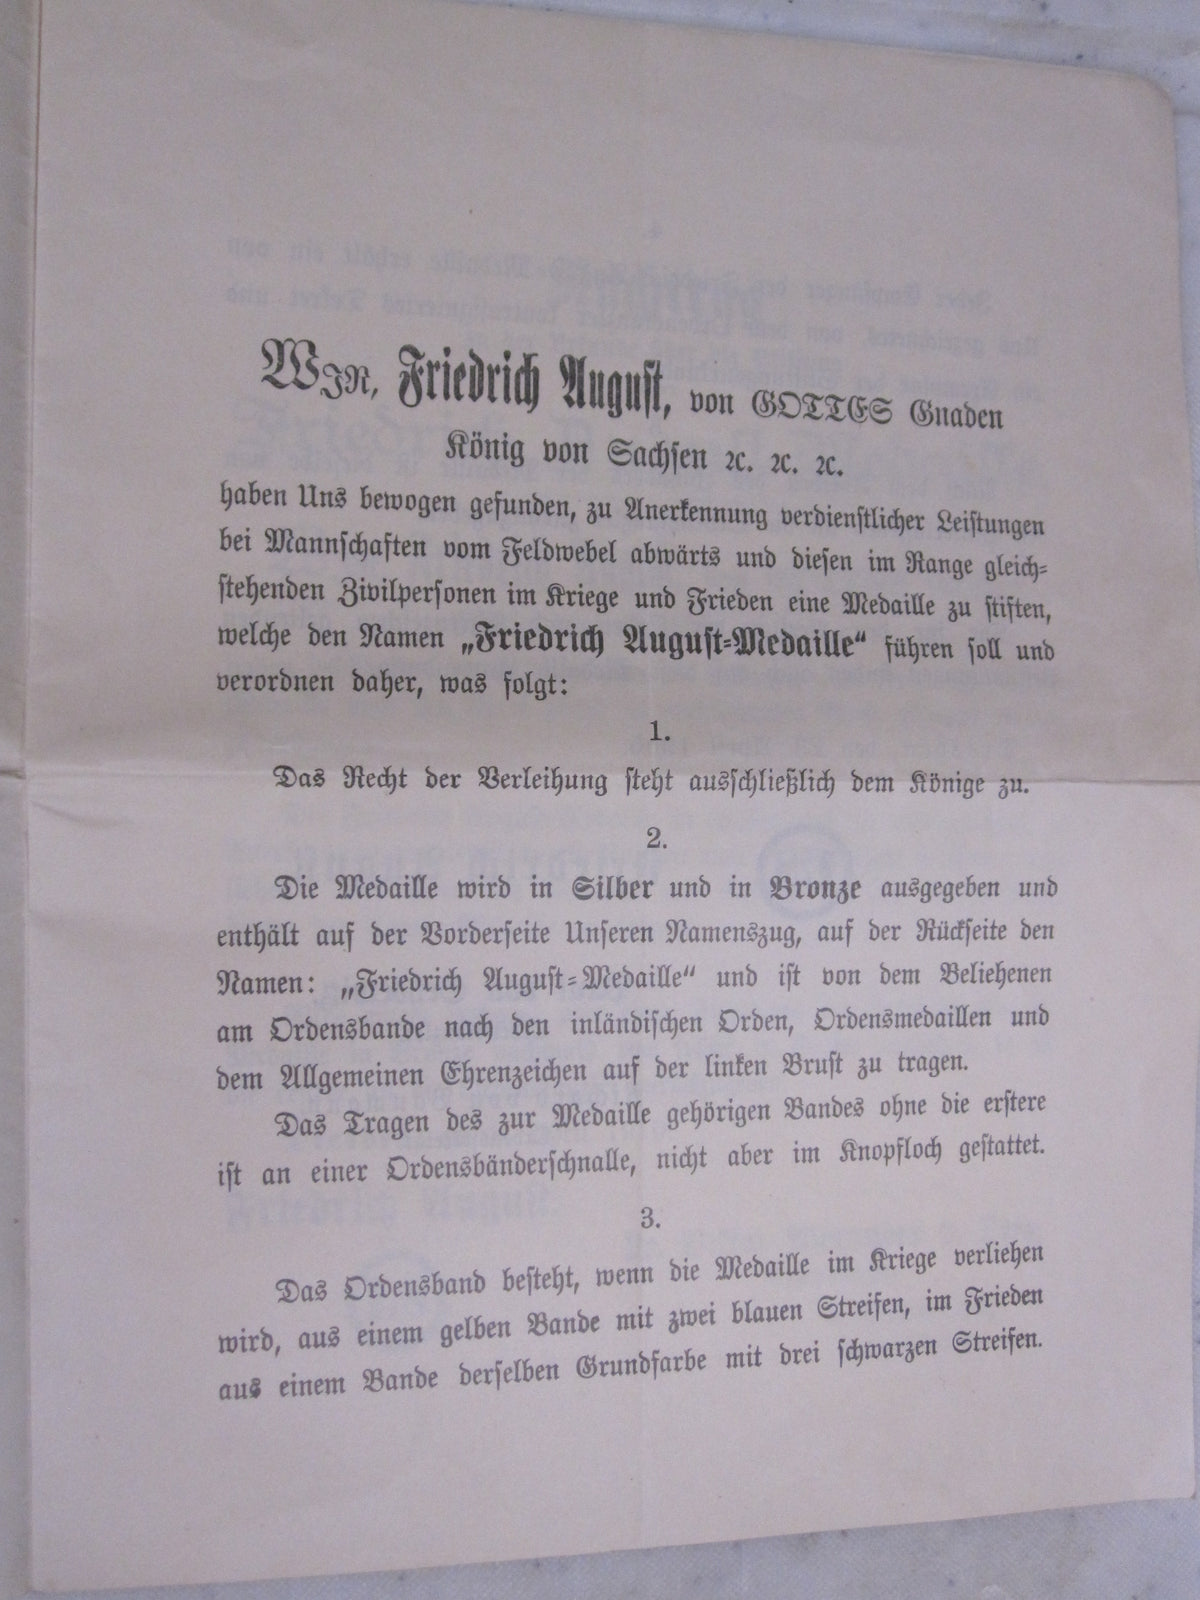 WIR, Friedrich August, von GOTTES Gnaden
König von Sachsen ꝛc. ꝛc. ꝛc.
haben Uns bewogen gefunden, zu Anerkennung verdienstlicher Leistungen
bei Mannschaften vom Feldwebel abwärts und diesen im Range gleich⸗
stehenden Zivilpersonen im Kriege und Frieden eine Medaille zu stiften,
welche den Namen „Friedrich August⸗Medaille“ führen soll und
verordnen daher, was folgt:
1.
Das Recht der Verleihung steht ausschließlich dem Könige zu.
2.
Die Medaille wird in Silber und in Bronze ausgegeben und
enthält auf der Vorderseite Unseren Namenszug, auf der Rückseite den
Namen: „Friedrich August⸗Medaille“ und ist von dem Beliehenen
am Ordensbande nach den inländischen Orden, Ordensmedaillen und
dem Allgemeinen Ehrenzeichen auf der linken Brust zu tragen.
Das Tragen des zur Medaille gehörigen Bandes ohne die erstere
ist an einer Ordensbänderschnalle, nicht aber im Knopfloch gestattet.
3.
Das Ordensband besteht, wenn die Medaille im Kriege verliehen
wird, aus einem gelben Bande mit zwei blauen Streifen, im Frieden
aus einem Bande derselben Grundfarbe mit drei schwarzen Streifen.